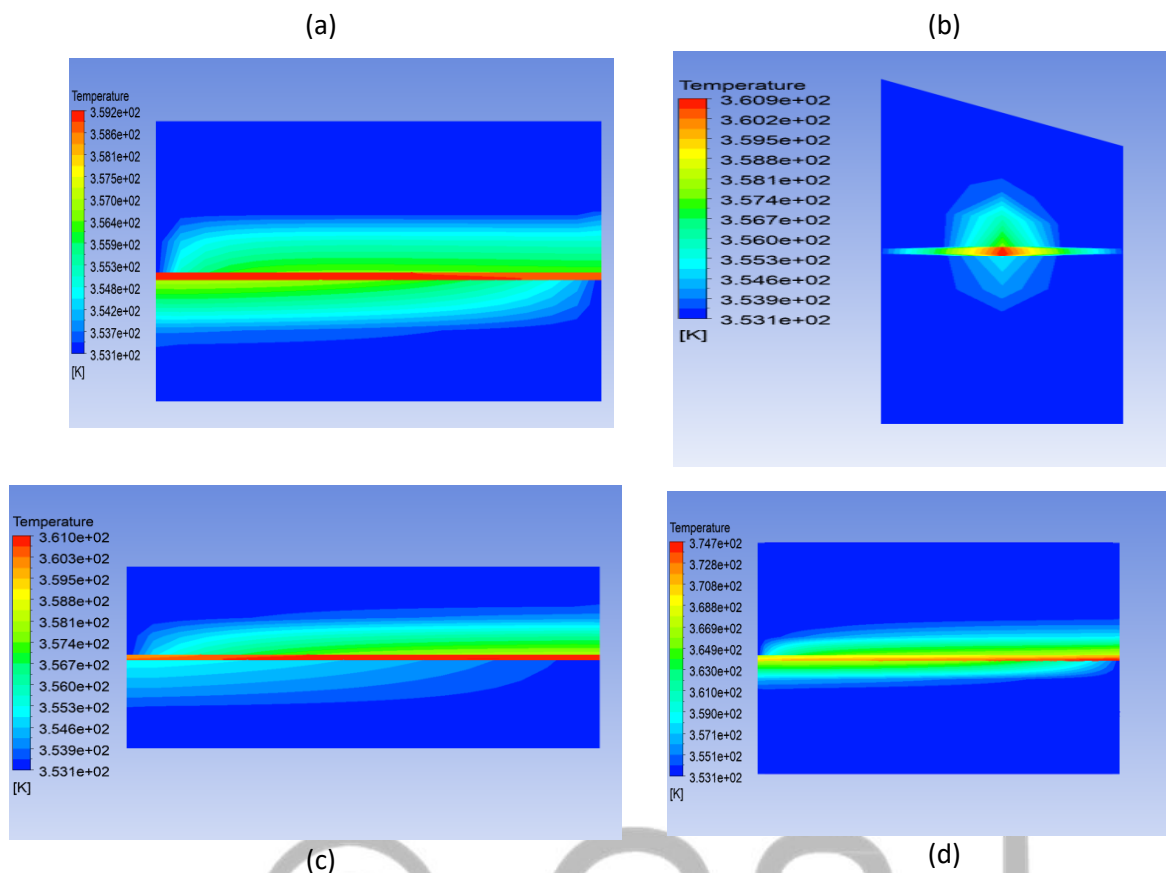 (a)
(b)
Temperature
3.592e+02
3.586e+02
3.581e+02
3.575e+02
3.570e+02
3.564e+02
3.559e+02
3.553e+02
3.548e+02
3.542e+02
3.537e+02
3.531e+02
[K]
Temperature
3.609e+02
3.602e+02
3.595e+02
3.588e+02
3.581e+02
3.574e+02
3.567e+02
3.560e+02
3.553e+02
3.546e+02
3.539e+02
3.531e+02
[K]
Temperature
3.610e+02
3.603e+02
3.595e+02
3.588e+02
3.581e+02
3.574e+02
3.567e+02
3.560e+02
3.553e+02
3.546e+02
3.539e+02
3.531e+02
[K]
Temperature
3.747e+02
3.728e+02
3.708e+02
3.688e+02
3.669e+02
3.649e+02
3.630e+02
3.610e+02
3.590e+02
3.571e+02
3.551e+02
3.531e+02
[K]
(c)
(d)